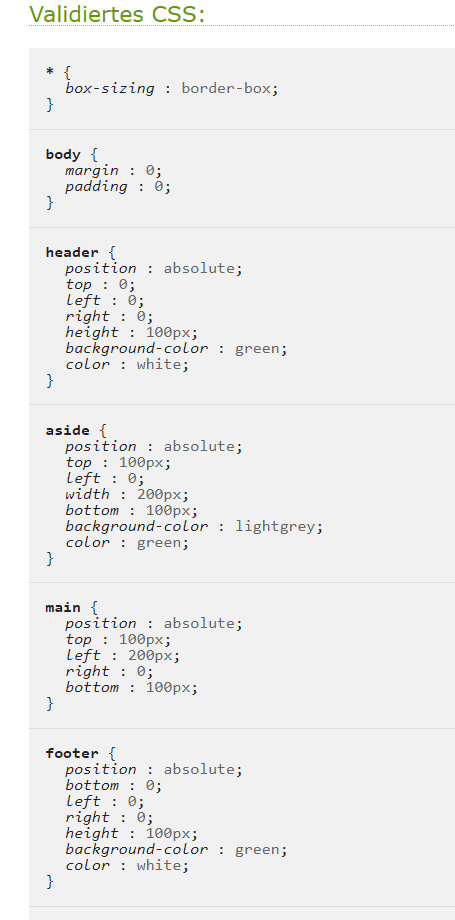 Validiertes CSS:
* {
box-sizing : border-box;
}
body {
margin : 0;
padding : 0;
}
header {
position : absolute;
top : 0;
left : 0;
right : 0;
height : 100px;
background-color : green;
color : white;
}
aside {
position : absolute;
top : 100px;
left : 0;
width : 200px;
bottom : 100px;
background-color : lightgrey;
color : green;
}
main {
position : absolute;
top : 100px;
left : 200px;
right : 0;
bottom : 100px;
}
footer {
position : absolute;
bottom : 0;
left : 0;
right : 0;
height : 100px;
background-color : green;
color : white;
}